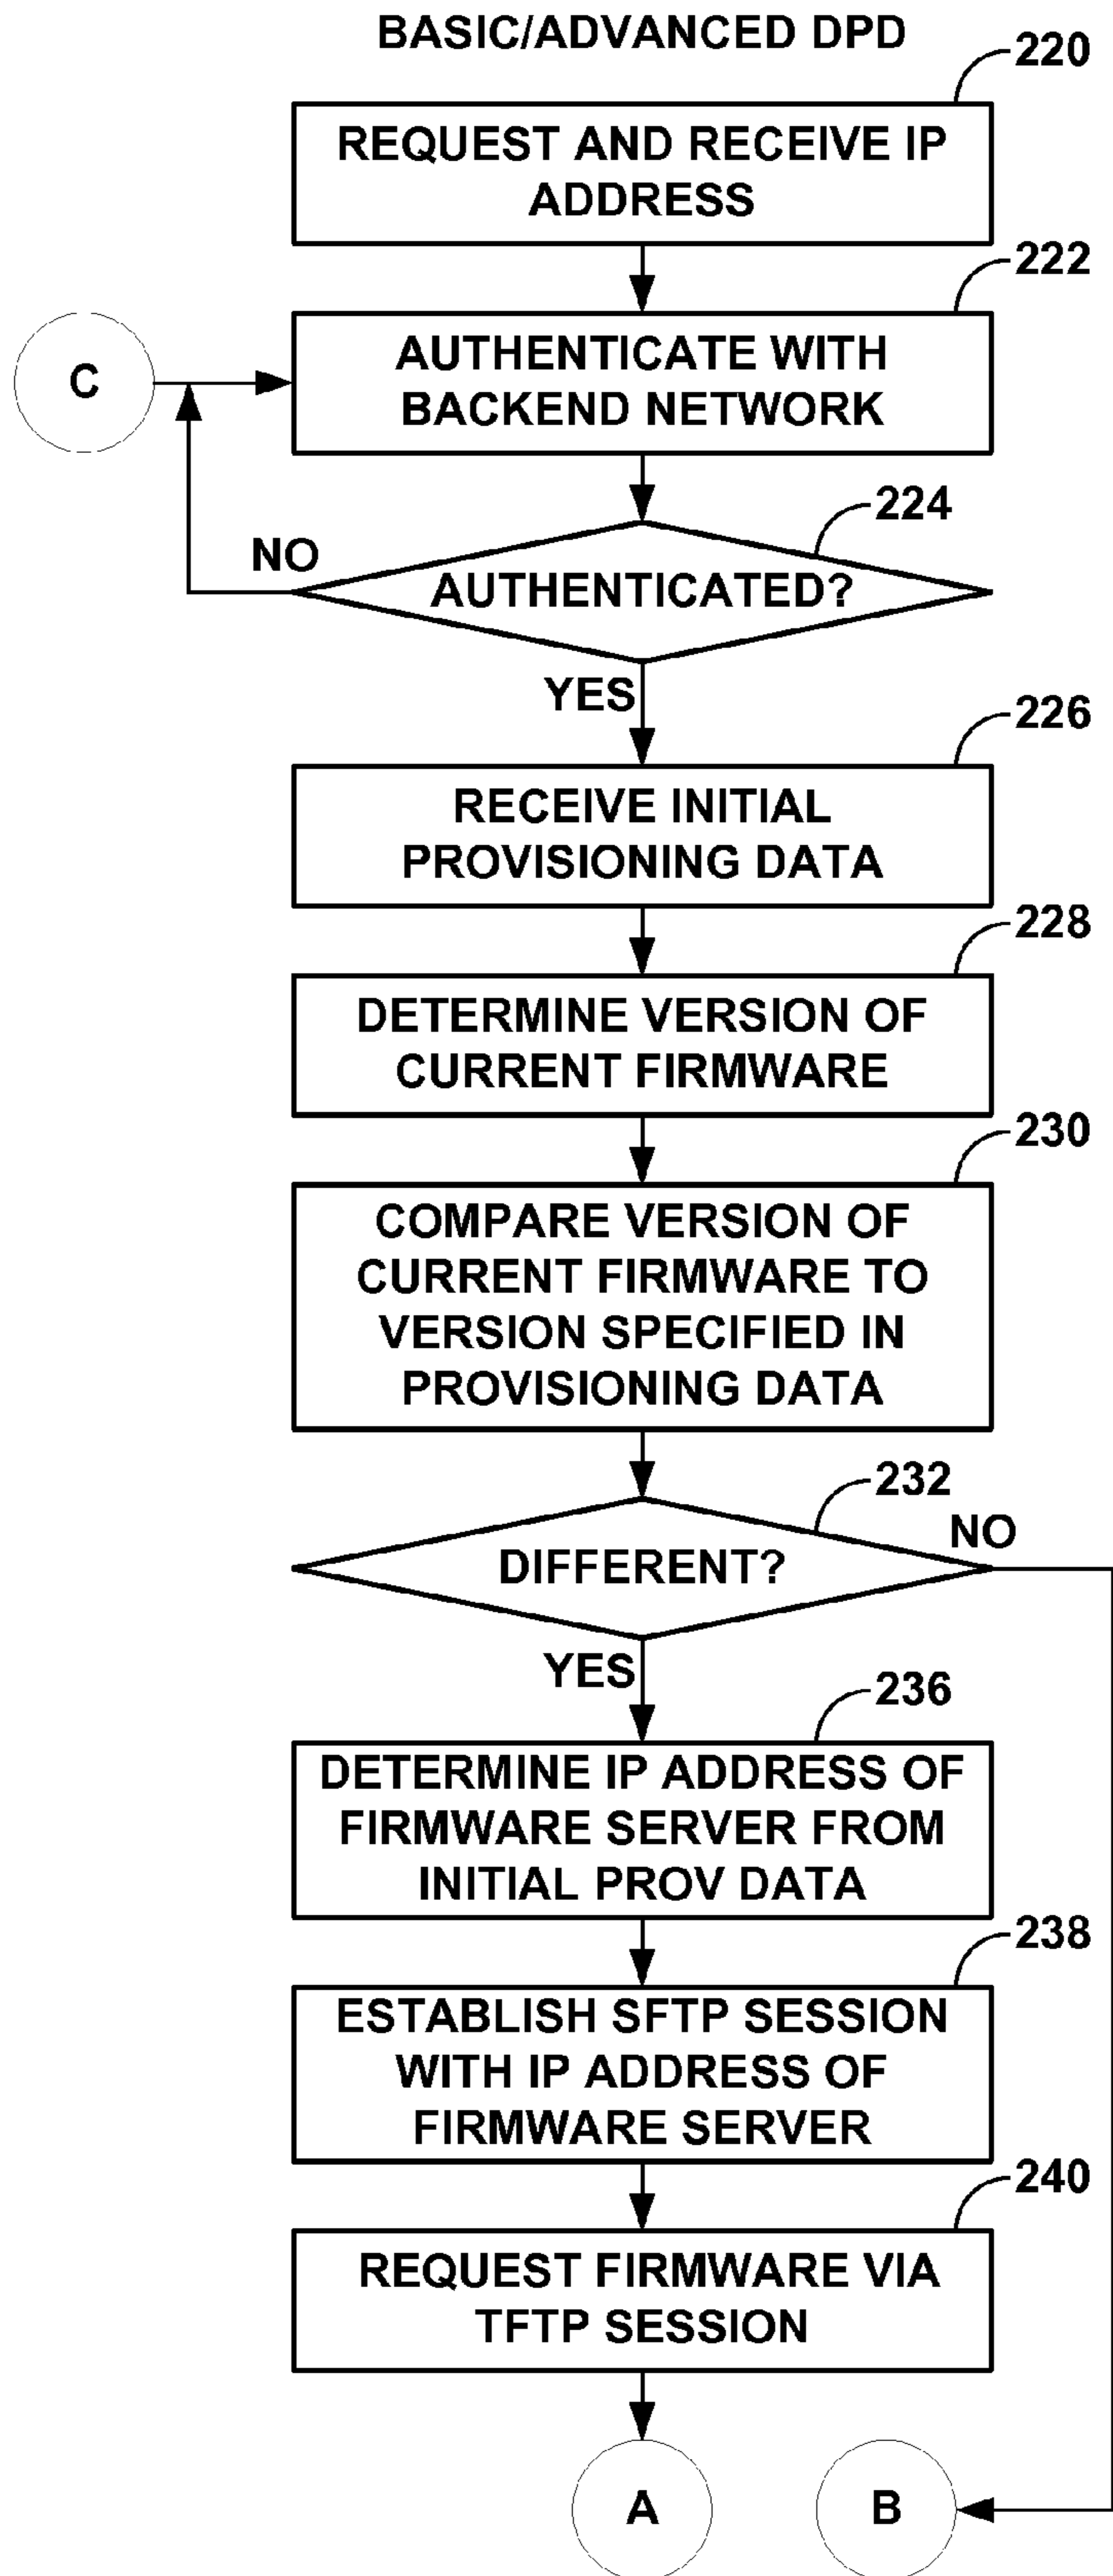 BASIC/ADVANCED DPD
220
REQUEST AND RECEIVE IP
ADDRESS
222
C
AUTHENTICATE WITH
BACKEND NETWORK
224
NO
AUTHENTICATED?
YES
226
RECEIVE INITIAL
PROVISIONING DATA
228
DETERMINE VERSION OF
CURRENT FIRMWARE
230
COMPARE VERSION OF
CURRENT FIRMWARE TO
VERSION SPECIFIED IN
PROVISIONING DATA
232
NO
DIFFERENT?
YES
236
DETERMINE IP ADDRESS OF
FIRMWARE SERVER FROM
INITIAL PROV DATA
238
ESTABLISH SFTP SESSION
WITH IP ADDRESS OF
FIRMWARE SERVER
240
REQUEST FIRMWARE VIA
TFTP SESSION
A
B